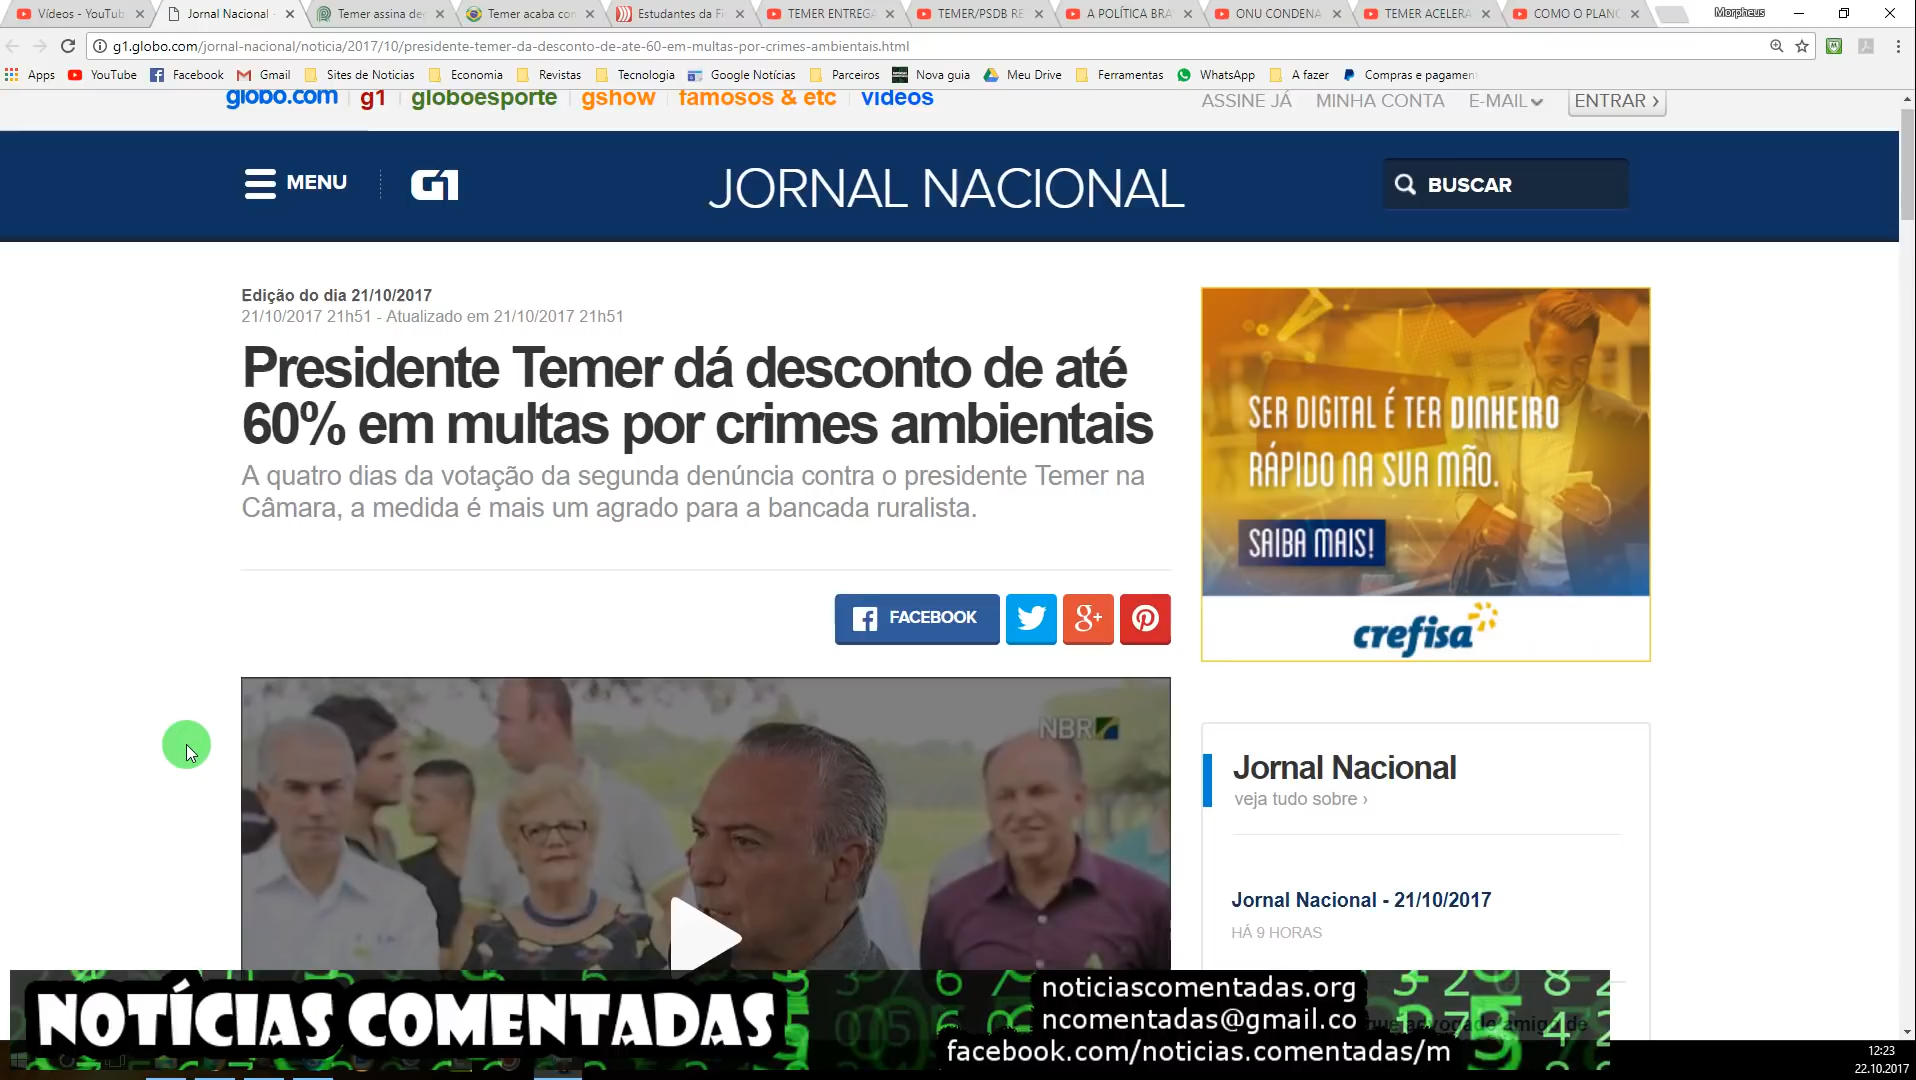 Vídeos - YouTub
Jornal Nacional -
Temer assina de
Temer acaba co
Estudantes da F
TEMER ENTREGA
TEMER/PSDB RE
A POLÍTICA BRA
ONU CONDENA
TEMER ACELERA
COMO O PLANO
Morpheus
g1.globo.com/jornal-nacional/noticia/2017/10/presidente-temer-da-desconto-de-ate-60-em-multas-por-crimes-ambientais.html
Apps YouTube Facebook Gmail Sites de Noticias Economia Revistas Tecnologia Google Notícias Parceiros Nova guia Meu Drive Ferramentas WhatsApp A fazer Compras e pagamen
globo.com g1 globoesporte gshow famosos & etc vídeos
ASSINE JÁ MINHA CONTA E-MAIL ENTRAR ›
MENU G1 JORNAL NACIONAL BUSCAR
Edição do dia 21/10/2017
21/10/2017 21h51 - Atualizado em 21/10/2017 21h51
Presidente Temer dá desconto de até
60% em multas por crimes ambientais
A quatro dias da votação da segunda denúncia contra o presidente Temer na
Câmara, a medida é mais um agrado para a bancada ruralista.
FACEBOOK
g+
NBR
SER DIGITAL É TER DINHEIRO
RÁPIDO NA SUA MÃO.
SAIBA MAIS!
crefisa
Jornal Nacional
veja tudo sobre ›
Jornal Nacional - 21/10/2017
HÁ 9 HORAS
NOTÍCIAS COMENTADAS
noticiascomentadas.org
ncomentadas@gmail.co
facebook.com/noticias.comentadas/m
12:23
22.10.2017